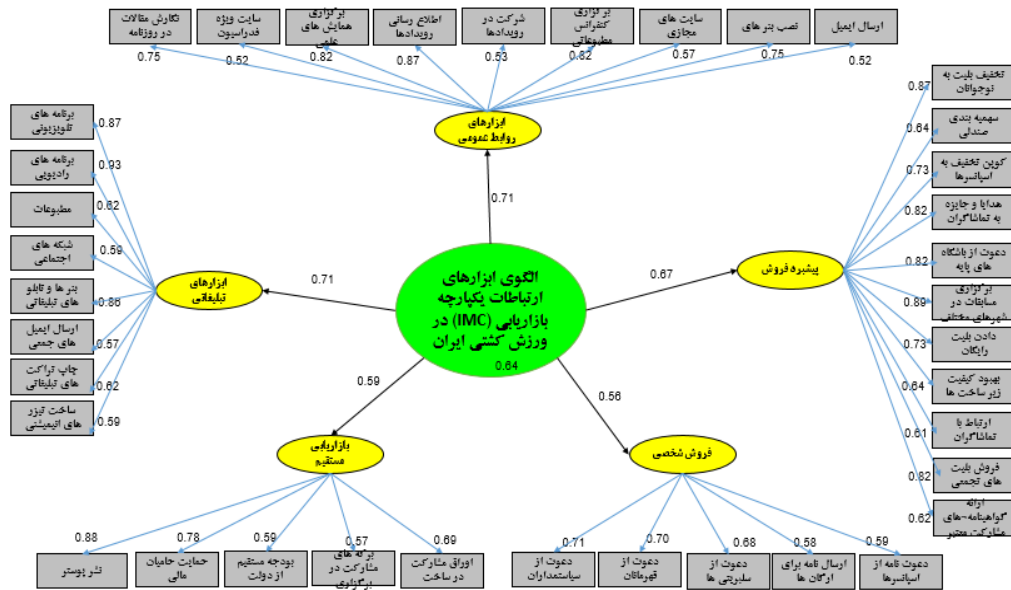 نگارش مقالات
در روزنامه
سایت ویژه
فدراسیون
برگزاری
همایش های
علمی
اطلاع رسانی
رویدادها
شرکت در
رویدادها
برگزاری
کنفرانس
مطبوعاتی
سایت های
مجازی
نصب بنر های
ارسال ایمیل
0.75
0.52
0.82
0.87
0.53
0.82
0.57
0.75
0.52
ابزارهای
روابط عمومی
0.71
برنامه های
تلویزیونی
برنامه های
رادیویی
مطبوعات
شبکه های
اجتماعی
بنر ها و تابلو
های تبلیغاتی
ارسال ایمیل
های جمعی
چاپ تراکت
های تبلیغاتی
ساخت تیزر
های انیمیشنی
0.87
0.93
0.62
0.59
0.86
0.57
0.62
0.59
ابزارهای
تبلیغاتی
0.71
الگوی ابزارهای
ارتباطات یکپارچه
بازاریابی (IMC) در
ورزش کشتی ایران
0.64
0.67
پیشبرد فروش
0.87
0.64
0.73
0.82
0.82
0.89
0.73
0.64
0.61
0.82
0.62
تخفیف بلیت به
نوجوانان
سهمیه بندی
صندلی
کوپن تخفیف به
اسپانسرها
هدایا و جایزه
به تماشاگران
دعوت از باشگاه
های پایه
برگزاری
مسابقات در
شهرهای مختلف
دادن بلیت
رایگان
بهبود کیفیت
زیر ساخت ها
ارتباط با
تماشاگران
فروش بلیت
های تجمعی
ارائه
گواهینامه¬های
مشارکت معتبر
0.59
بازاریابی
مستقیم
0.88
0.78
0.59
0.57
0.69
نشر پوستر
حمایت حامیان
مالی
بودجه مستقیم
از دولت
برگه های
مشارکت در
برگزاری
اوراق مشارکت
در ساخت
0.56
فروش شخصی
0.71
0.70
0.68
0.58
0.59
دعوت از
سیاستمداران
دعوت از
قهرمانان
دعوت از
سلبریتی ها
ارسال نامه برای
ارگان ها
دعوت نامه از
اسپانسرها